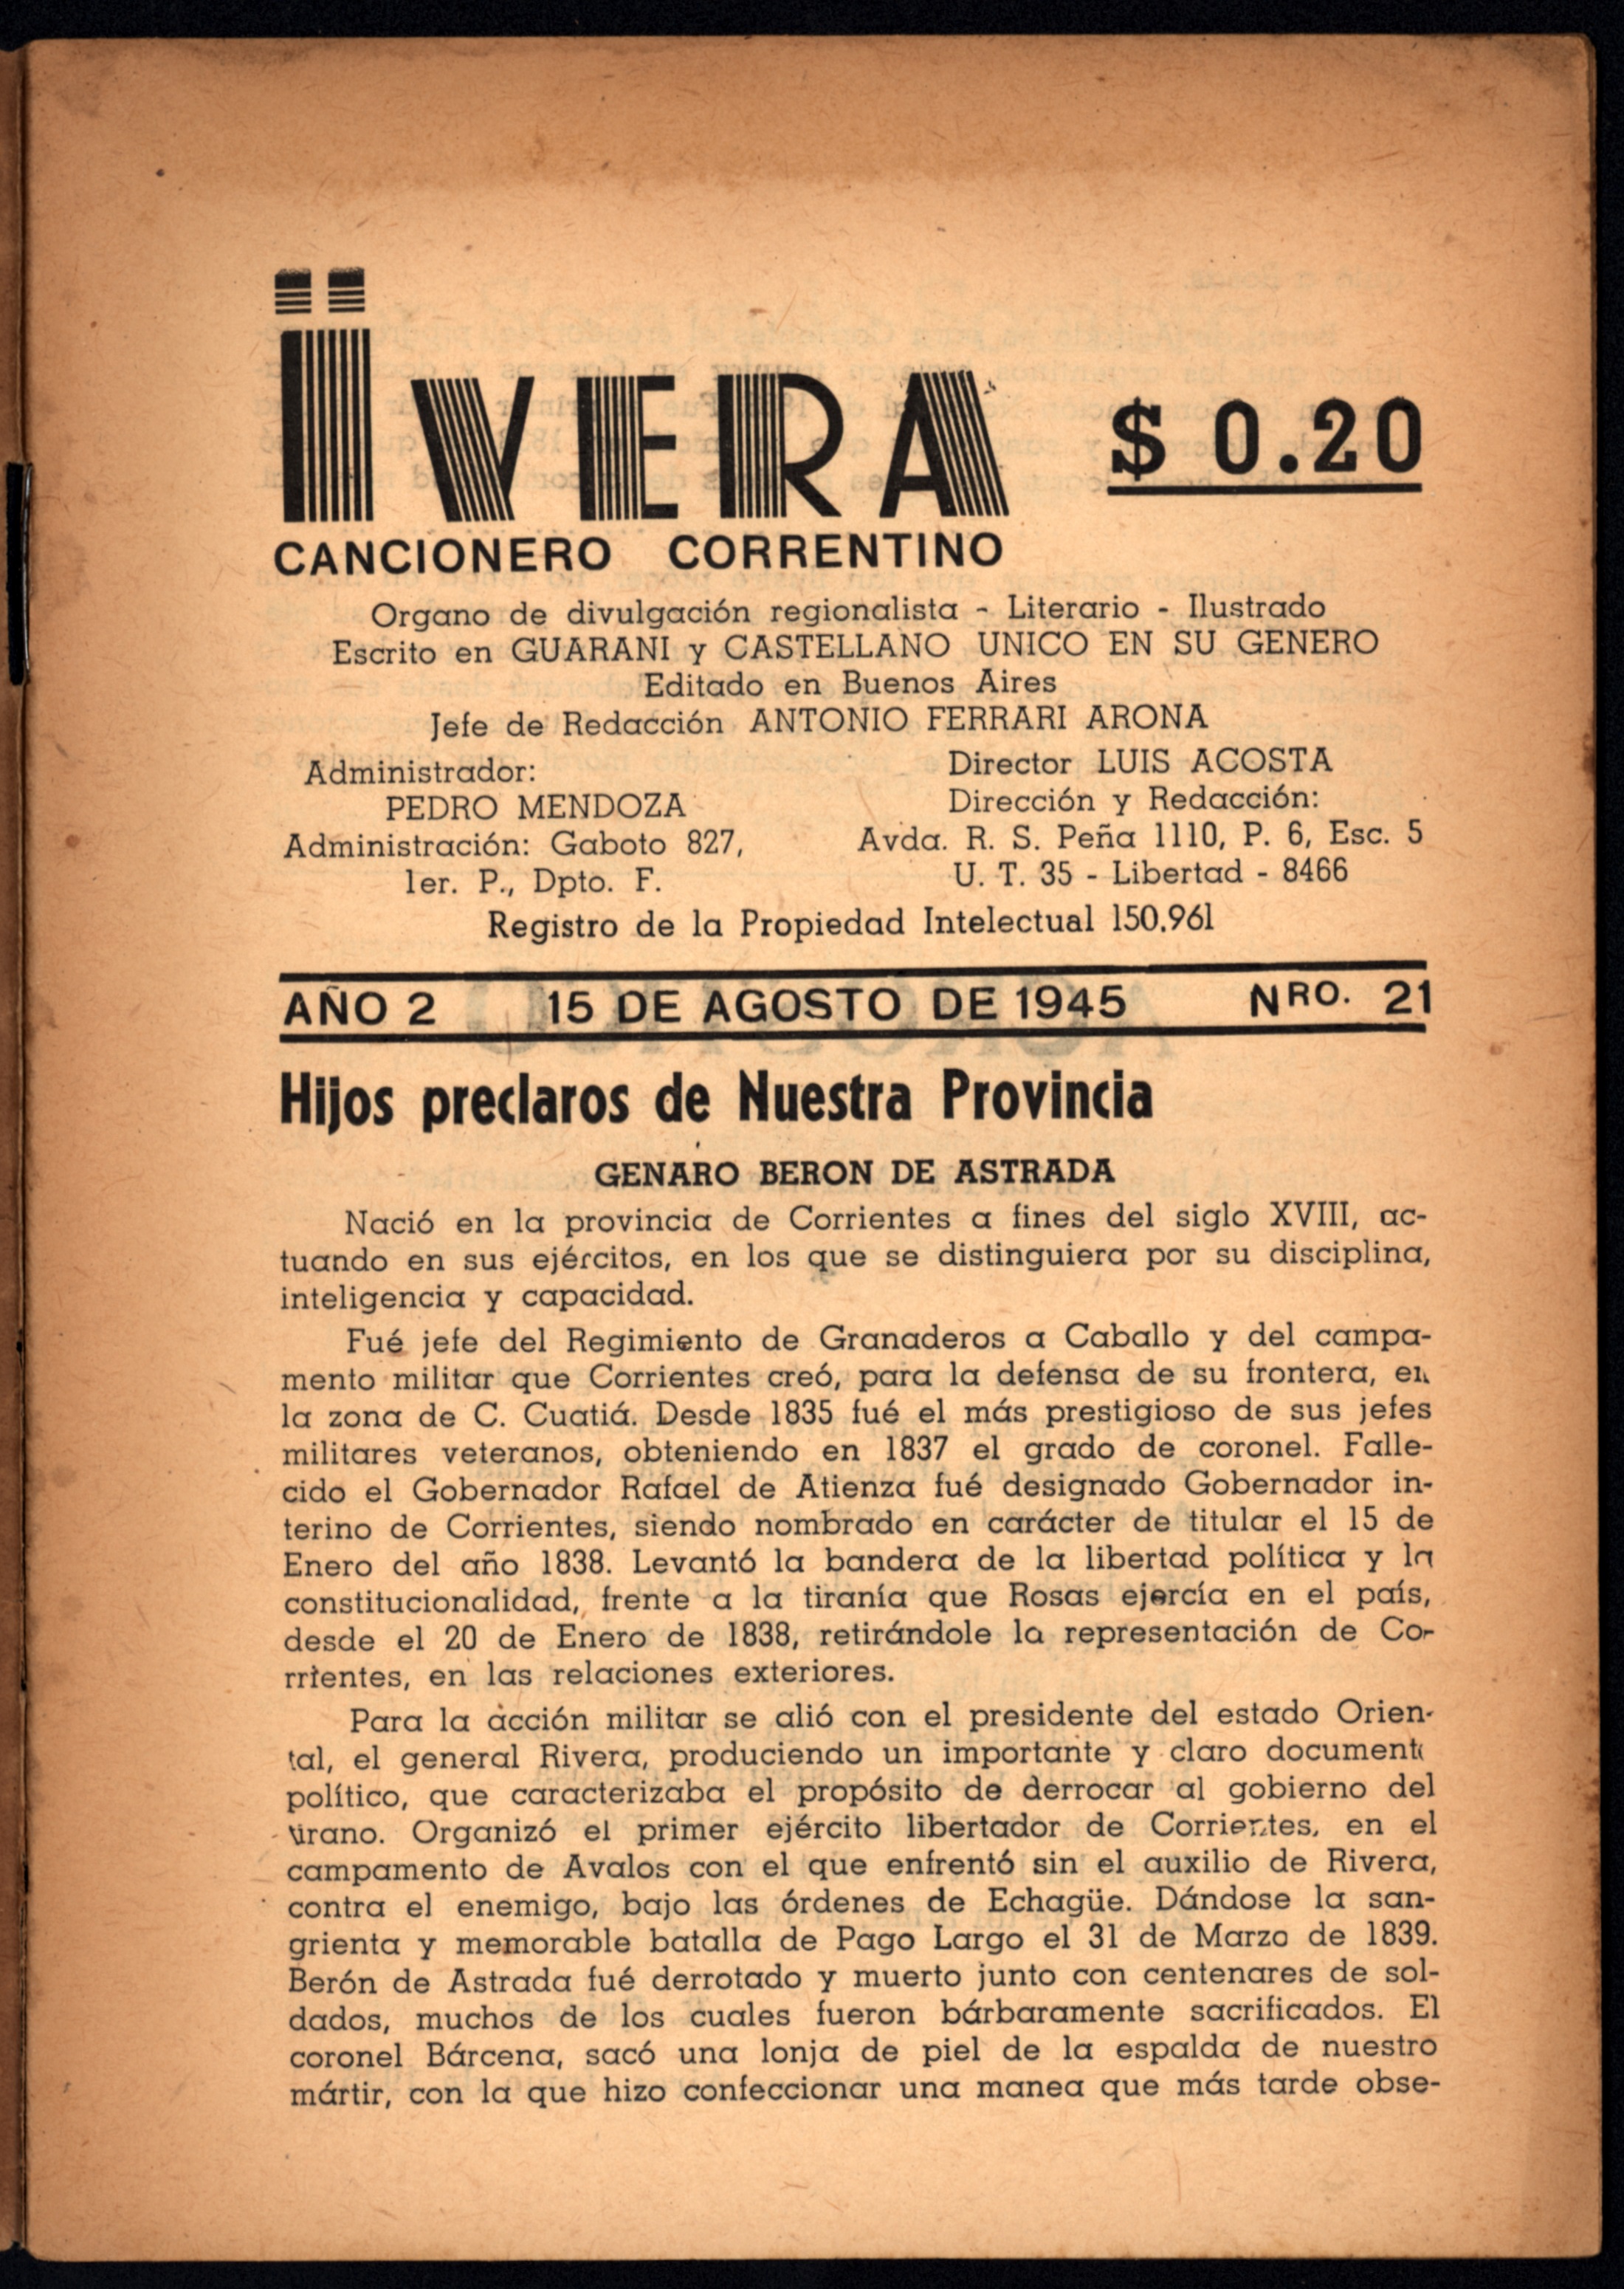 ÏVERA
$ 0.20
CANCIONERO CORRENTINO
Organo de divulgación regionalista - Literario - Ilustrado
Escrito en GUARANI y CASTELLANO UNICO EN SU GENERO
Editado en Buenos Aires
Jefe de Redacción ANTONIO FERRARI ARONA
Administrador:
PEDRO MENDOZA
Administración: Gaboto 827,
1er. P., Dpto. F.
Director LUIS ACOSTA
Dirección y Redacción:
Avda. R. S. Peña 1110, P. 6, Esc. 5
U. T. 35 - Libertad - 8466
Registro de la Propiedad Intelectual 150.961
AÑO 2 15 DE AGOSTO DE 1945 NRO. 21
Hijos preclaros de Nuestra Provincia
GENARO BERON DE ASTRADA
Nació en la provincia de Corrientes a fines del siglo XVIII, ac-
tuando en sus ejércitos, en los que se distinguiera por su disciplina,
inteligencia y capacidad.
Fué jefe del Regimiento de Granaderos a Caballo y del campa-
mento militar que Corrientes creó, para la defensa de su frontera, en
la zona de C. Cuatiá. Desde 1835 fué el más prestigioso de sus jefes
militares veteranos, obteniendo en 1837 el grado de coronel. Falle-
cido el Gobernador Rafael de Atienza fué designado Gobernador in-
terino de Corrientes, siendo nombrado en carácter de titular el 15 de
Enero del año 1838. Levantó la bandera de la libertad política y la
constitucionalidad, frente a la tiranía que Rosas ejercía en el país,
desde el 20 de Enero de 1838, retirándole la representación de Co-
rrientes, en las relaciones exteriores.
Para la acción militar se alió con el presidente del estado Orien-
tal, el general Rivera, produciendo un importante y claro documento
político, que caracterizaba el propósito de derrocar al gobierno del
tirano. Organizó el primer ejército libertador de Corrientes, en el
campamento de Avalos con el que enfrentó sin el auxilio de Rivera,
contra el enemigo, bajo las órdenes de Echagüe. Dándose la san-
grienta y memorable batalla de Pago Largo el 31 de Marzo de 1839.
Berón de Astrada fué derrotado y muerto junto con centenares de sol-
dados, muchos de los cuales fueron bárbaramente sacrificados. El
coronel Bárcena, sacó una lonja de piel de la espalda de nuestro
mártir, con la que hizo confeccionar una manea que más tarde obse-